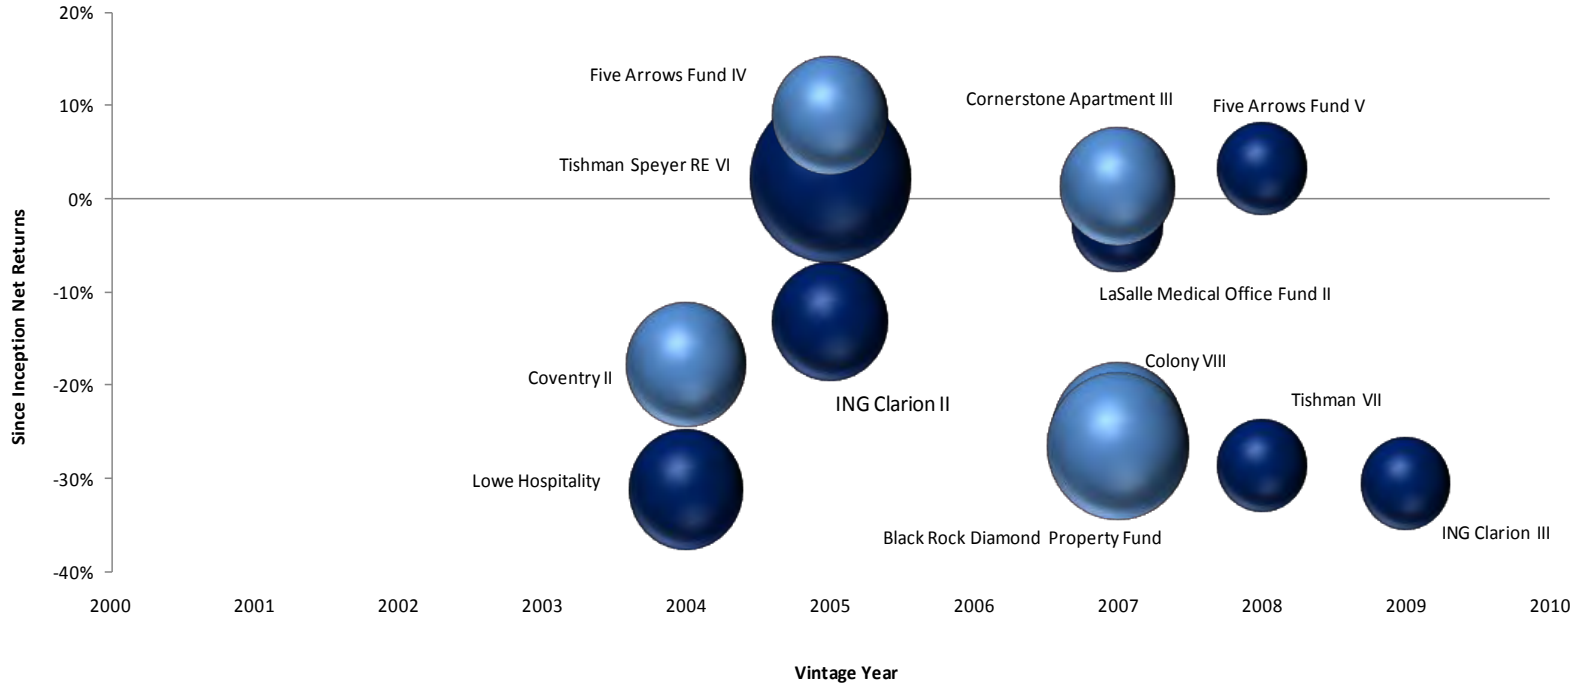 20%
Five Arrows Fund IV
Cornerstone Apartment III
Five Arrows Fund V
10%
Tishman Speyer RE VI
0%
Since Inception Net Returns
-10%
LaSalle Medical Office Fund II
Colony VIII
Coventry II
-20%
ING Clarion II
Tishman VII
Lowe Hospitality
-30%
Black Rock Diamond Property Fund
ING Clarion III
-40%
2000 2001 2002 2003 2004 2005 2006 2007 2008 2009 2010
Vintage Year